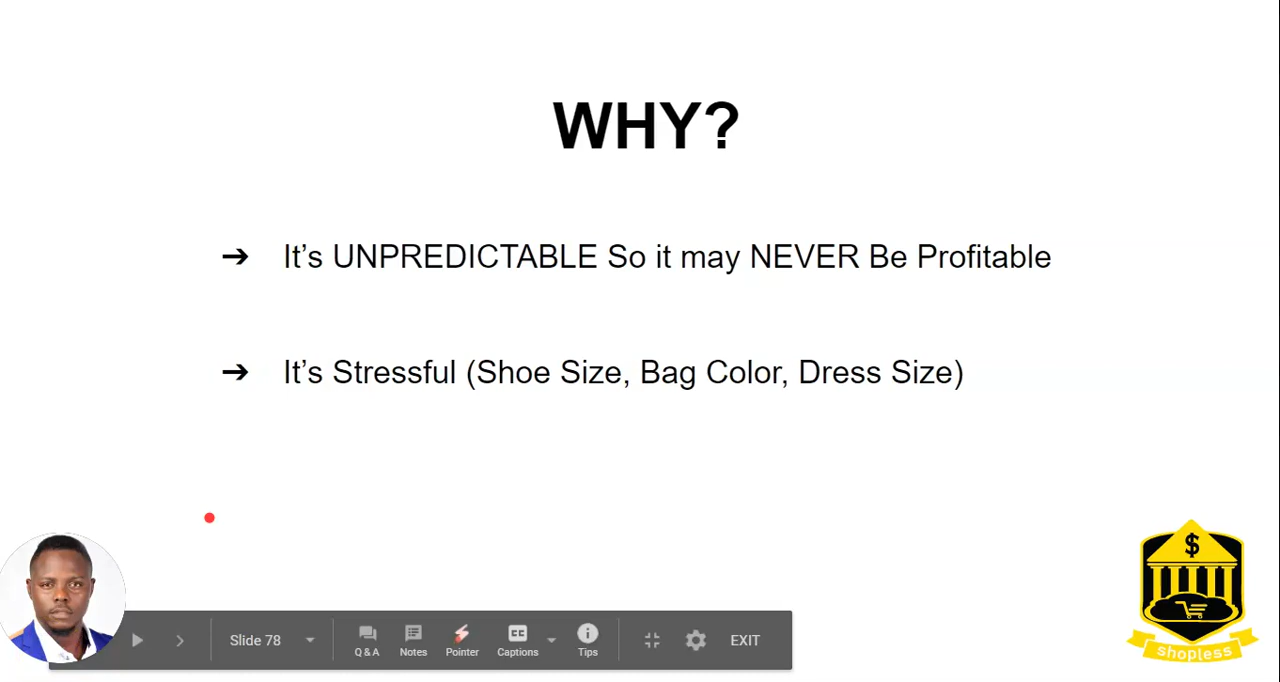 WHY?
➔ It's UNPREDICTABLE So it may NEVER Be Profitable
➔ It's Stressful (Shoe Size, Bag Color, Dress Size)
$
shopless
Slide 78
CC
EXIT
Q & A
Notes
Pointer
Captions
Tips